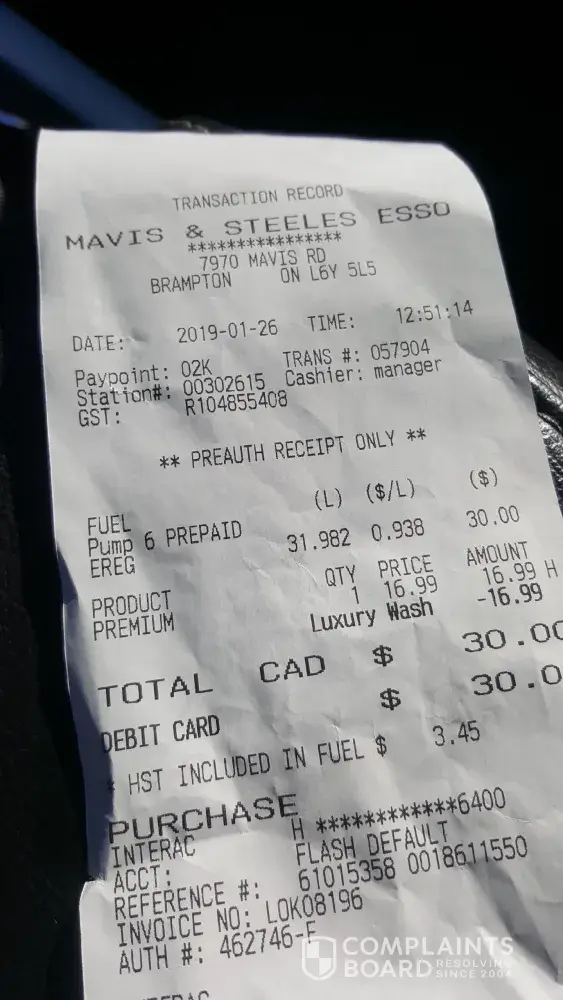 TRANSACTION RECORD
MAVIS & STEELES ESSO
****************
7970 MAVIS RD
BRAMPTON ON L6Y 5L5
DATE: 2019-01-26 TIME: 12:51:14
Paypoint: 02K TRANS #: 057904
Station#: 00302615 Cashier: manager
GST: R104855408
** PREAUTH RECEIPT ONLY **
FUEL (L) ($/L) ($)
Pump 6 PREPAID 31.982 0.938 30.00
EREG
PRODUCT QTY PRICE AMOUNT
PREMIUM 1 16.99 16.99 H
Luxury Wash -16.99
TOTAL CAD $ 30.00
DEBIT CARD $ 30.0
* HST INCLUDED IN FUEL $ 3.45
PURCHASE
INTERAC H ************6400
ACCT: FLASH DEFAULT
REFERENCE #: 61015358 0018611550
INVOICE NO: LOK08196
AUTH #: 462746-F
INTERAC
COMPLAINTS
BOARD RESOLVING
SINCE 2004